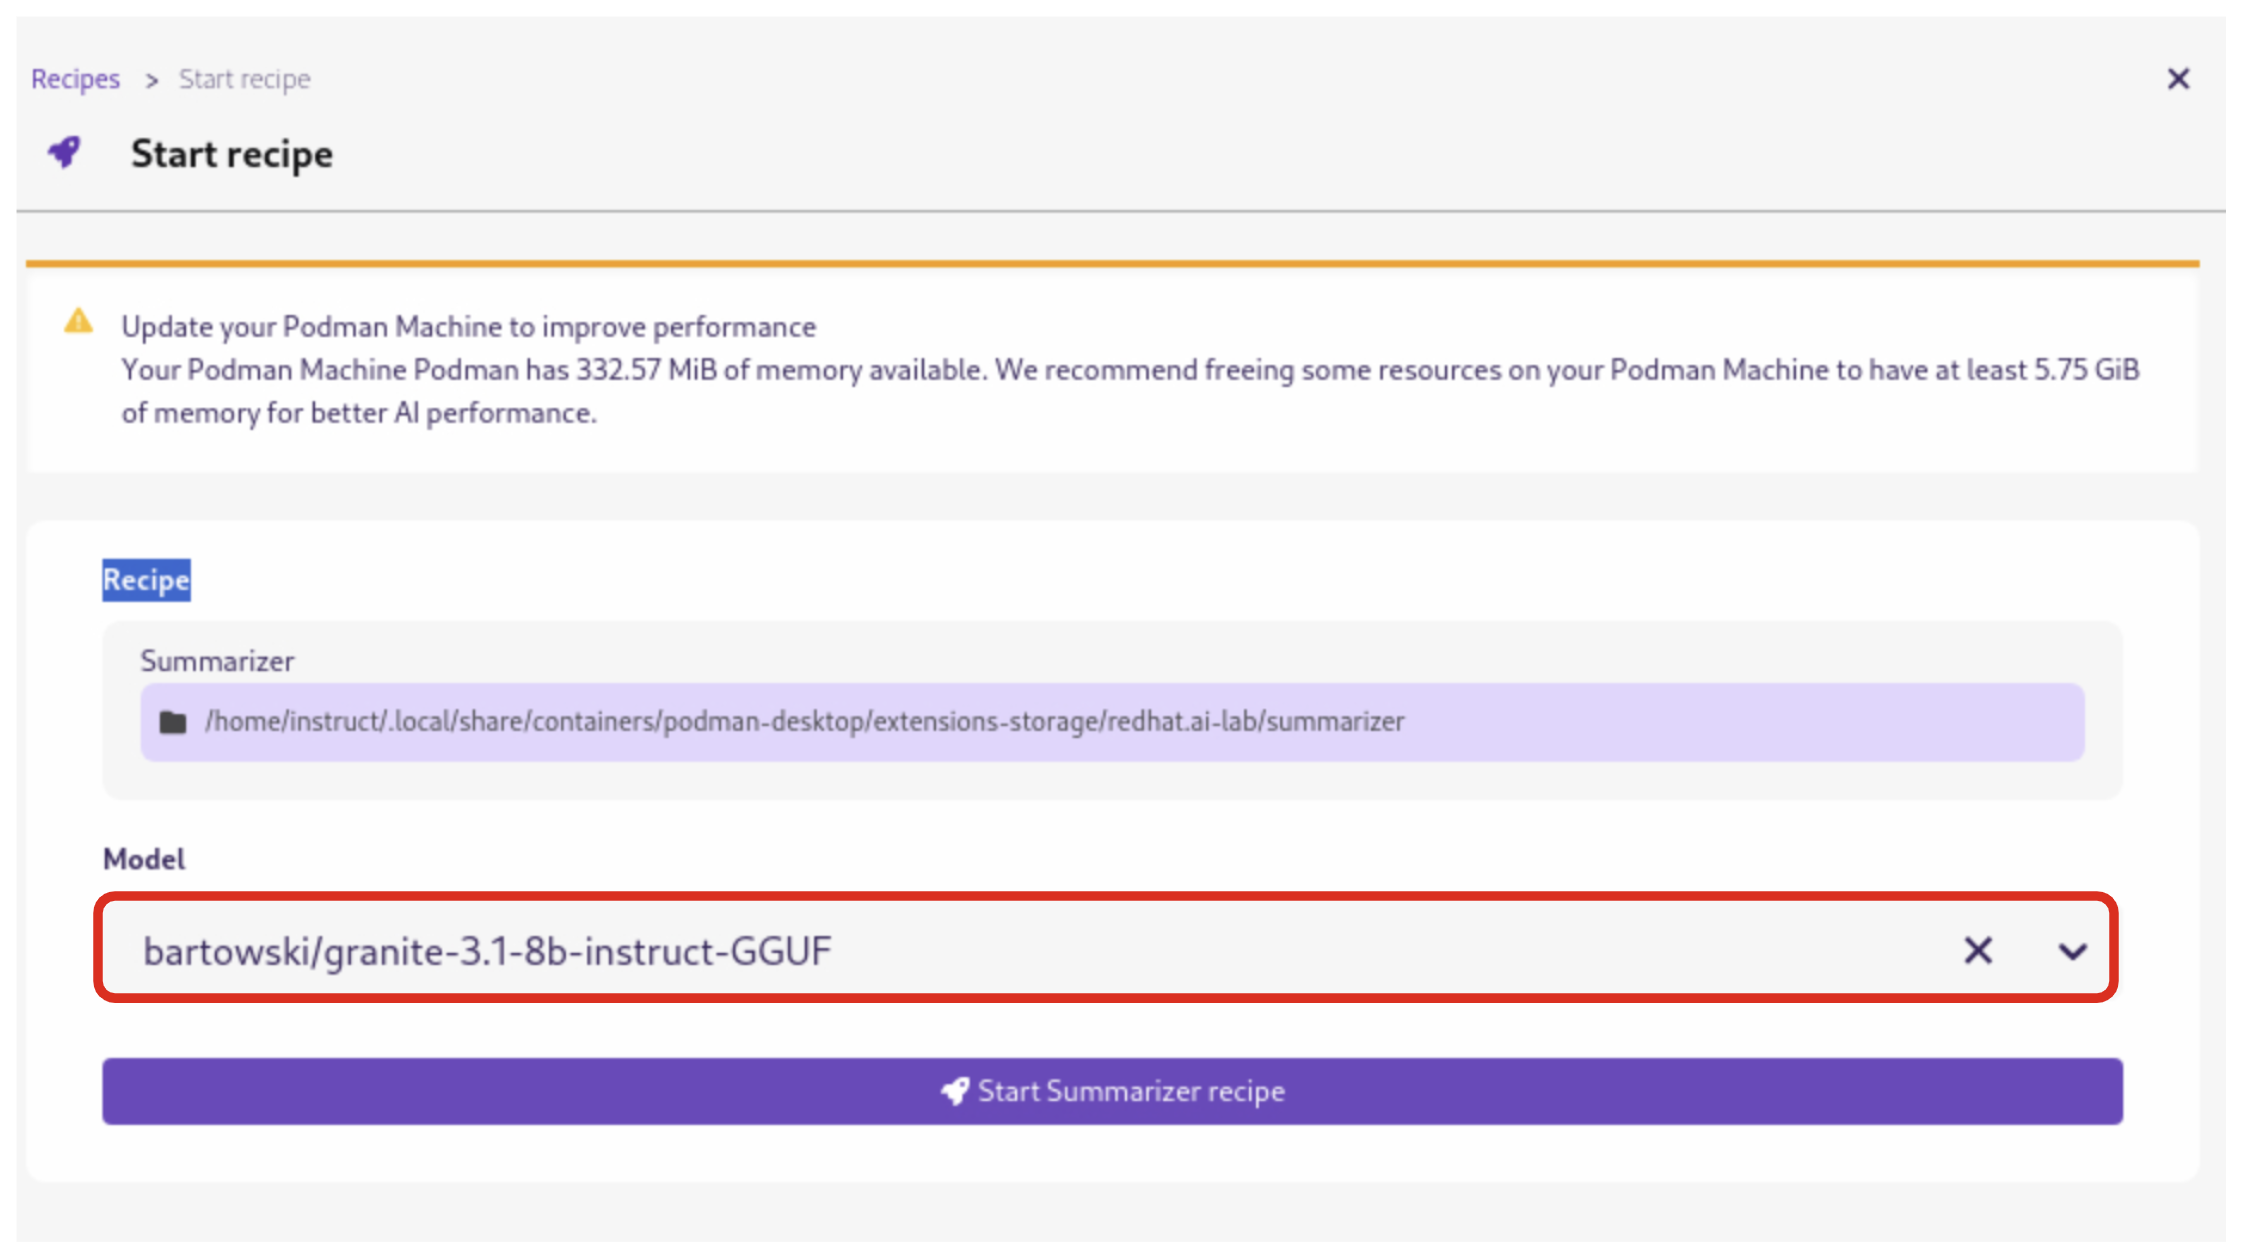 Recipes > Start recipe
Start recipe
Update your Podman Machine to improve performance
Your Podman Machine Podman has 332.57 MiB of memory available. We recommend freeing some resources on your Podman Machine to have at least 5.75 GiB
of memory for better AI performance.
Recipe
Summarizer
/home/instruct/.local/share/containers/podman-desktop/extensions-storage/redhat.ai-lab/summarizer
Model
bartowski/granite-3.1-8b-instruct-GGUF
Start Summarizer recipe